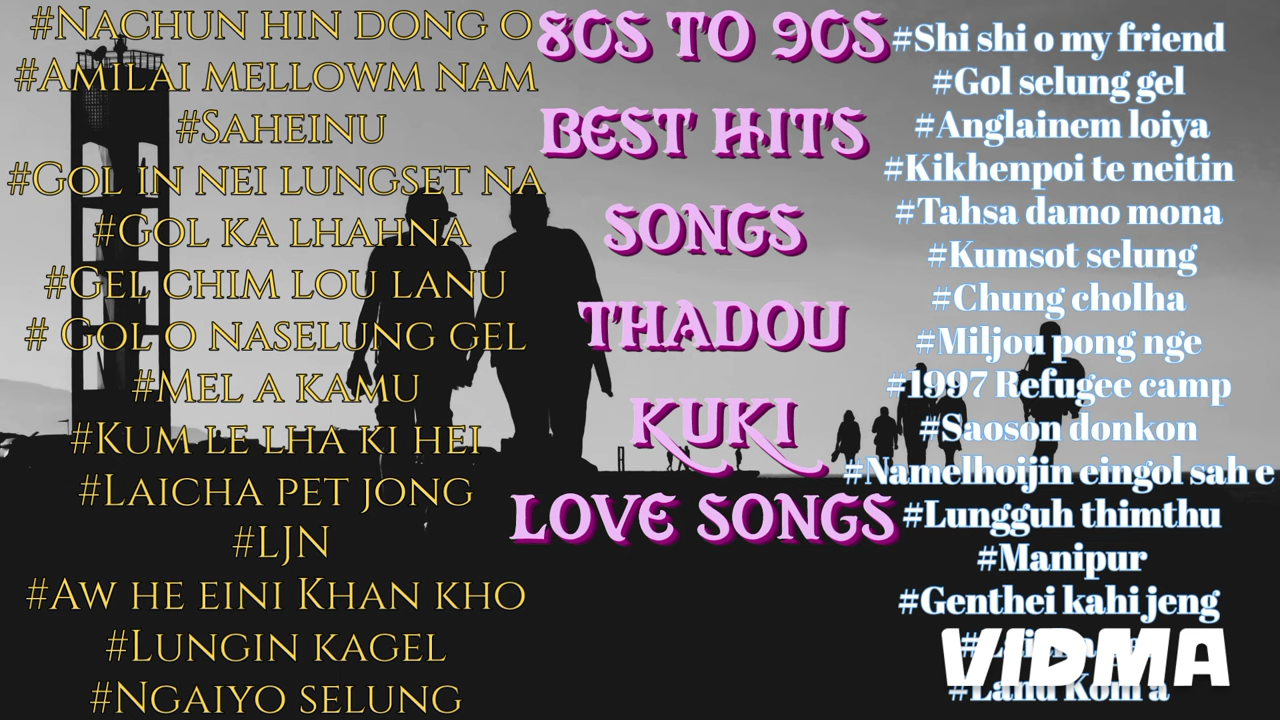 #Nachun hin dong o
#Amilai mellowm nam
#Saheinu
#Gol in nei lungset na
#Gol ka lhahna
#Gel chim lou lanu
# Gol o naselung gel
#Mel a kamu
#Kum le lha ki hei
#Laicha pet jong
#LJN
#Aw he eini Khan kho
#Lungin kagel
#Ngaiyo selung
80s to 90s
Best Hits
Songs
Thadou
Kuki
Love Songs
#Shi shi o my friend
#Gol selung gel
#Anglainem loiya
#Kikhenpoi te neitin
#Tahsa damo mona
#Kumsot selung
#Chung cholha
#Miljou pong nge
#1997 Refugee camp
#Saoson donkon
#Namelhoijin eingol sah e
#Lungguh thimthu
#Manipur
#Genthei kahi jeng
#Lanu Kom a
VIDMA